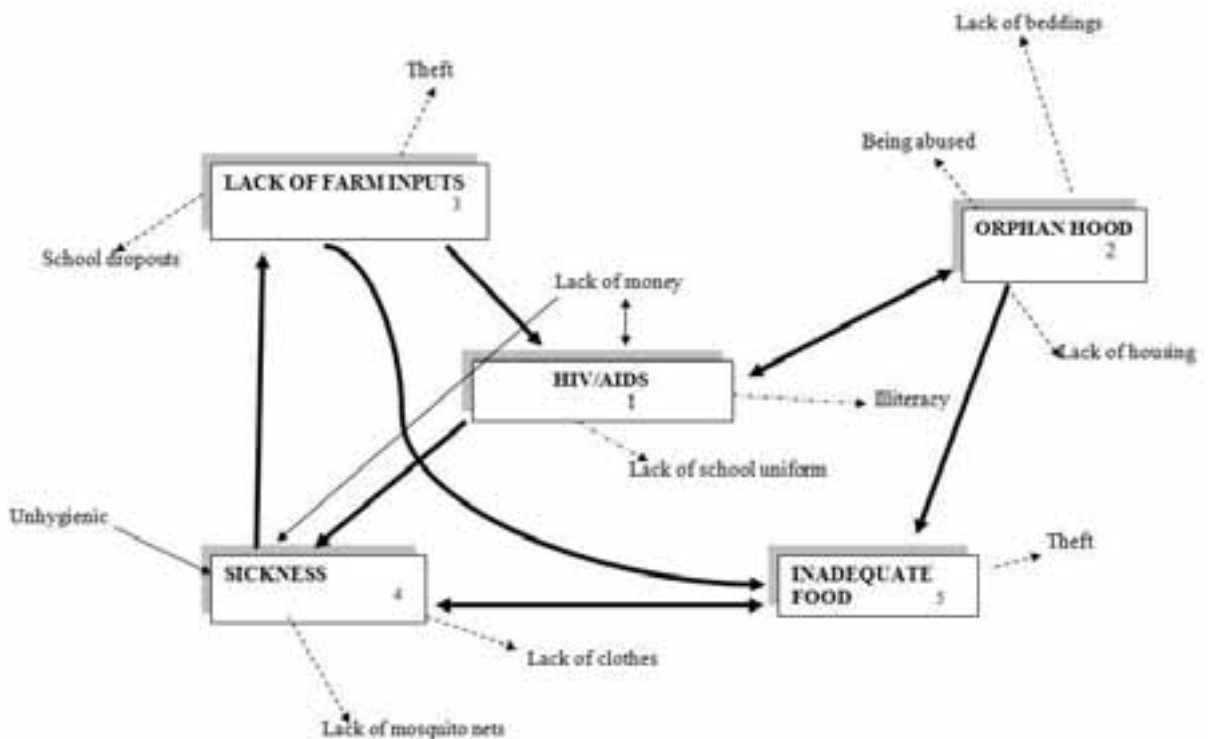 Lack of beddings
Theft
Being abused
LACK OF FARM INPUTS
3
ORPHAN HOOD
2
School dropouts
Lack of money
Lack of housing
HIV/AIDS
1
Illiteracy
Lack of school uniform
Unhygienic
Theft
SICKNESS
4
INADEQUATE
FOOD 5
Lack of clothes
Lack of mosquito nets